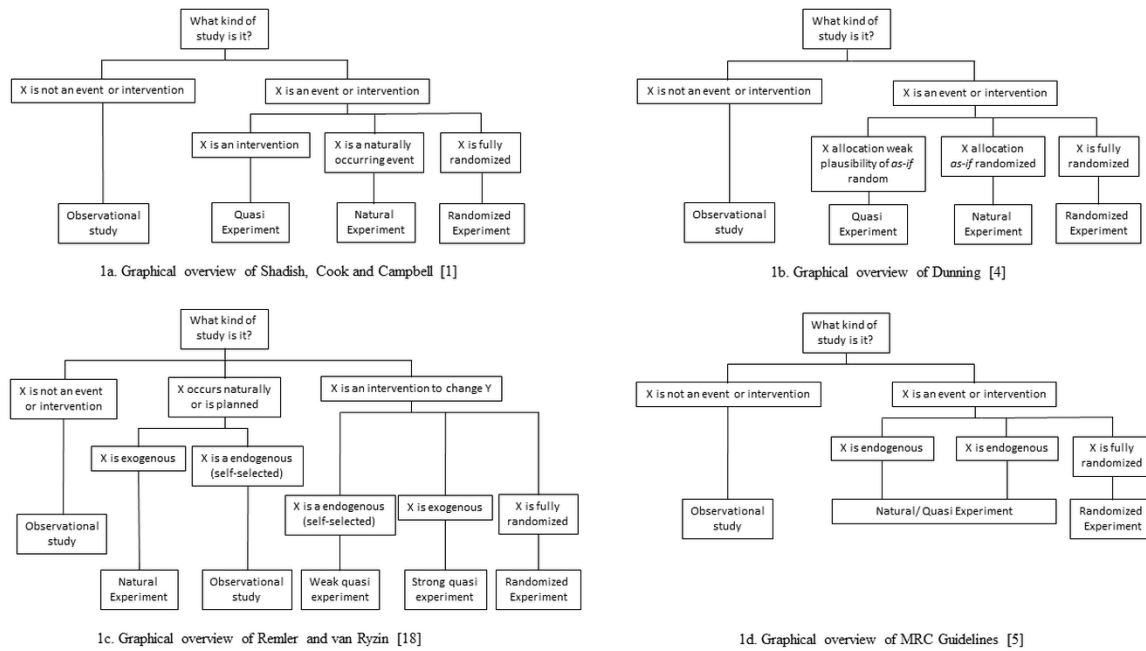 What kind of
study is it?
X is not an event or intervention
X is an event or intervention
X is an intervention
X is a naturally
occurring event
X is fully
randomized
Observational
study
Quasi
Experiment
Natural
Experiment
Randomized
Experiment
1a. Graphical overview of Shadish, Cook and Campbell [1]
What kind of
study is it?
X is not an event or intervention
X is an event or intervention
X allocation weak
plausibility of as-if
random
X allocation
as-if randomized
X is fully
randomized
Observational
study
Quasi
Experiment
Natural
Experiment
Randomized
Experiment
1b. Graphical overview of Dunning [4]
What kind of
study is it?
X is not an event
or intervention
X occurs naturally
or is planned
X is an intervention to change Y
X is exogenous
X is a endogenous
(self-selected)
X is a endogenous
(self-selected)
X is exogenous
X is fully
randomized
Observational
study
Natural
Experiment
Observational
study
Weak quasi
experiment
Strong quasi
experiment
Randomized
Experiment
1c. Graphical overview of Remler and van Ryzin [18]
What kind of
study is it?
X is not an event or intervention
X is an event or intervention
X is endogenous
X is endogenous
X is fully
randomized
Observational
study
Natural/ Quasi Experiment
Randomized
Experiment
1d. Graphical overview of MRC Guidelines [5]